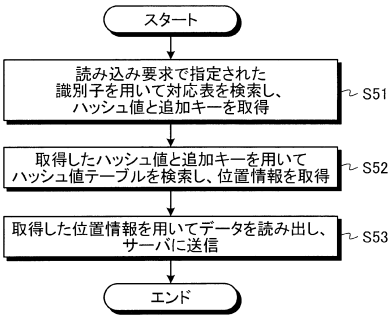 スタート
読み込み要求で指定された
識別子を用いて対応表を検索し、
ハッシュ値と追加キーを取得
S51
取得したハッシュ値と追加キーを用いて
ハッシュ値テーブルを検索し、位置情報を取得
S52
取得した位置情報を用いてデータを読み出し、
サーバに送信
S53
エンド